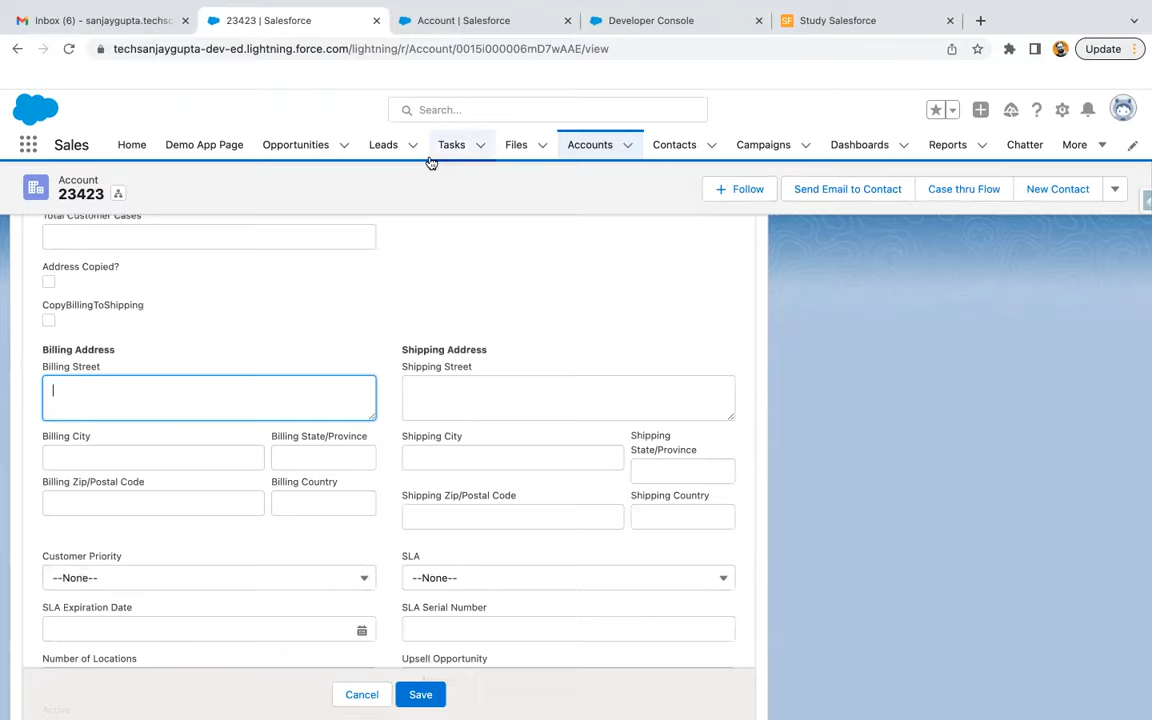 Inbox (6) - sanjaygupta.techsc
23423 | Salesforce
Account | Salesforce
Developer Console
SF
Study Salesforce
techsanjaygupta-dev-ed.lightning.force.com/lightning/r/Account/0015i000006mD7wAAE/view
Update
Search...
Sales
Home
Demo App Page
Opportunities
Leads
Tasks
Files
Accounts
Contacts
Campaigns
Dashboards
Reports
Chatter
More
Account
23423
Follow
Send Email to Contact
Case thru Flow
New Contact
Total Customer Cases
Address Copied?
CopyBillingToShipping
Billing Address
Shipping Address
Billing Street
Shipping Street
Billing City
Billing State/Province
Shipping City
Shipping
State/Province
Billing Zip/Postal Code
Billing Country
Shipping Zip/Postal Code
Shipping Country
Customer Priority
SLA
--None--
--None--
SLA Expiration Date
SLA Serial Number
Number of Locations
Upsell Opportunity
Cancel
Save
Active